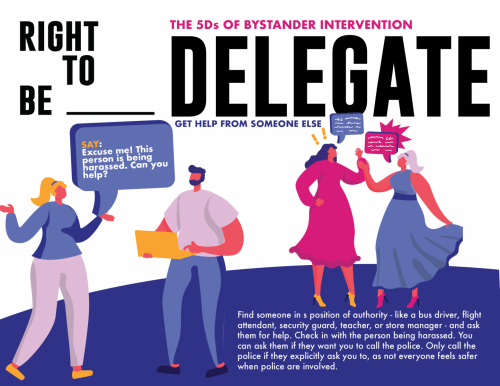 RIGHT
TO
BE
THE 5Ds OF BYSTANDER INTERVENTION
DELEGATE
GET HELP FROM SOMEONE ELSE
SAY:
Excuse me! This
person is being
harassed. Can you
help?
Find someone in s position of authority - like a bus driver, flight
attendant, security guard, teacher, or store manager - and ask
them for help. Check in with the person being harassed. You
can ask them if they want you to call the police. Only call the
police if they explicitly ask you to, as not everyone feels safer
when police are involved.